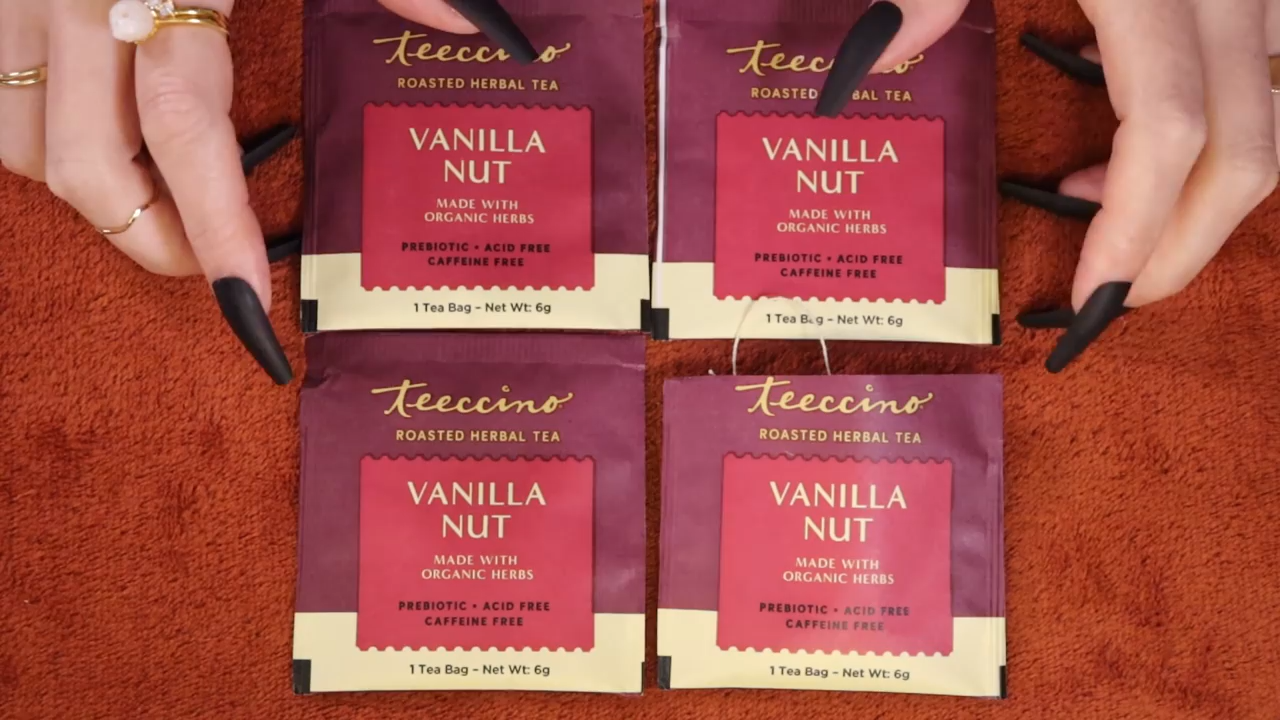 teeccino
ROASTED HERBAL TEA
VANILLA
NUT
MADE WITH
ORGANIC HERBS
PREBIOTIC • ACID FREE
CAFFEINE FREE
1 Tea Bag – Net Wt: 6g
teeccino
ROASTED HERBAL TEA
VANILLA
NUT
MADE WITH
ORGANIC HERBS
PREBIOTIC • ACID FREE
CAFFEINE FREE
1 Tea Bag – Net Wt: 6g
teeccino
ROASTED HERBAL TEA
VANILLA
NUT
MADE WITH
ORGANIC HERBS
PREBIOTIC • ACID FREE
CAFFEINE FREE
1 Tea Bag – Net Wt: 6g
teeccino
ROASTED HERBAL TEA
VANILLA
NUT
MADE WITH
ORGANIC HERBS
PREBIOTIC • ACID FREE
CAFFEINE FREE
1 Tea Bag – Net Wt: 6g